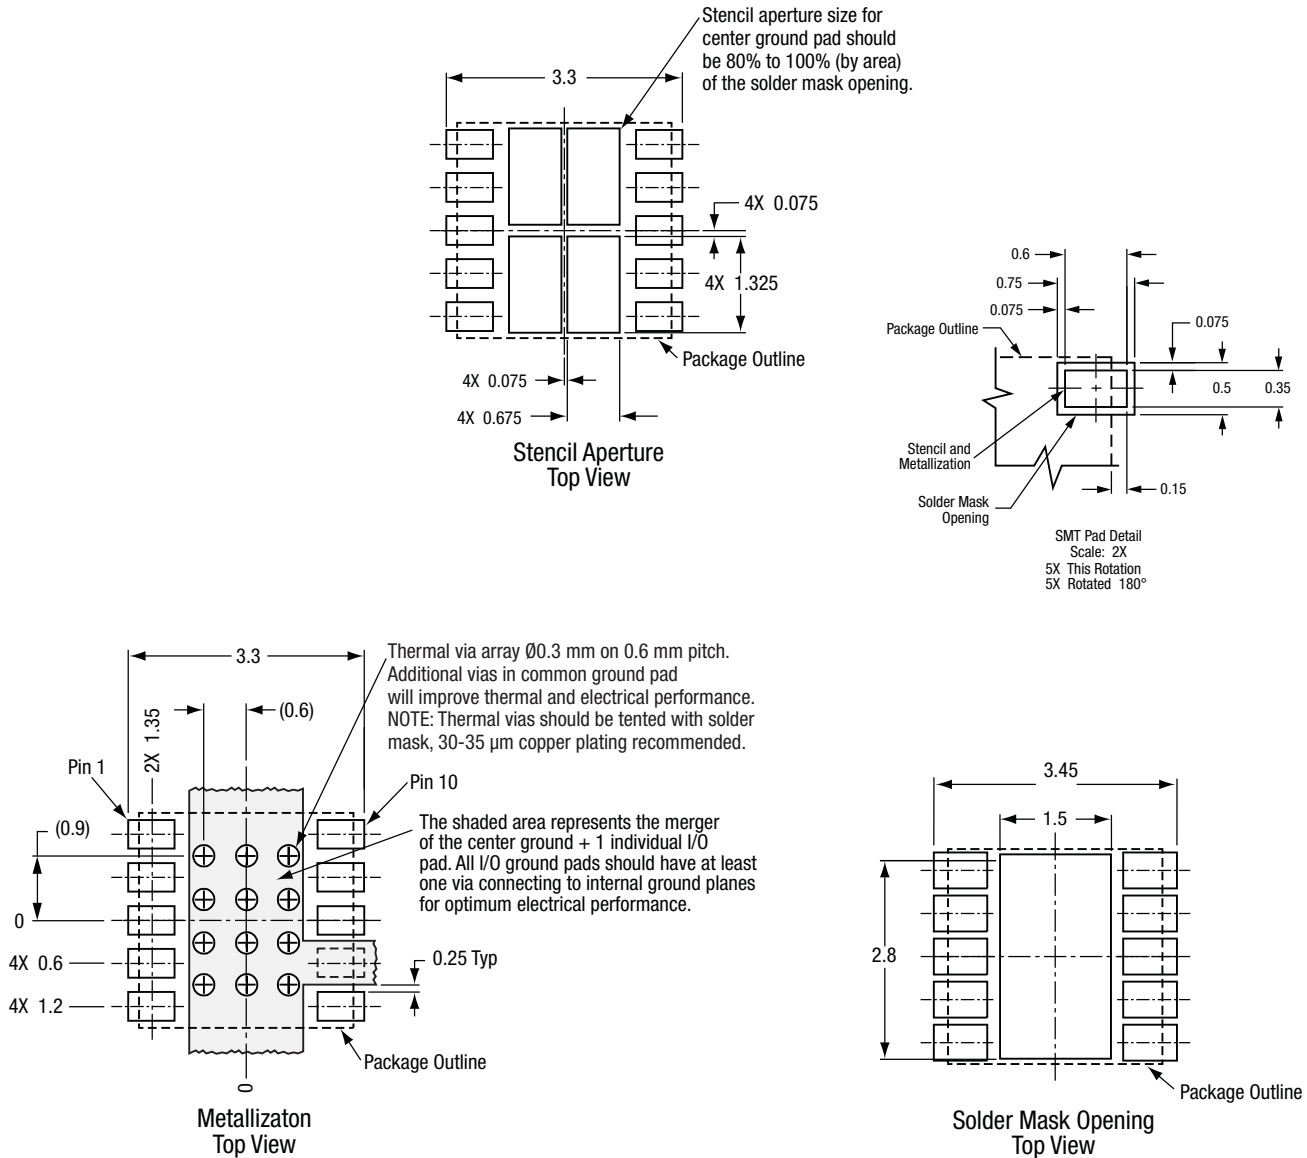 Stencil aperture size for
center ground pad should
be 80% to 100% (by area)
of the solder mask opening.
3.3
4X 0.075
4X 1.325
Package Outline
4X 0.075
4X 0.675
Stencil Aperture
Top View
0.6
0.75
0.075
0.075
Package Outline
0.5
0.35
Stencil and
Metallization
0.15
Solder Mask
Opening
SMT Pad Detail
Scale: 2X
5X This Rotation
5X Rotated 180°
3.3
Thermal via array Ø0.3 mm on 0.6 mm pitch.
Additional vias in common ground pad
will improve thermal and electrical performance.
NOTE: Thermal vias should be tented with solder
mask, 30-35 µm copper plating recommended.
(0.6)
2X 1.35
Pin 1
Pin 10
(0.9)
The shaded area represents the merger
of the center ground + 1 individual I/O
pad. All I/O ground pads should have at least
one via connecting to internal ground planes
for optimum electrical performance.
0
4X 0.6
0.25 Typ
4X 1.2
Package Outline
0
Metallizaton
Top View
3.45
1.5
2.8
Package Outline
Solder Mask Opening
Top View